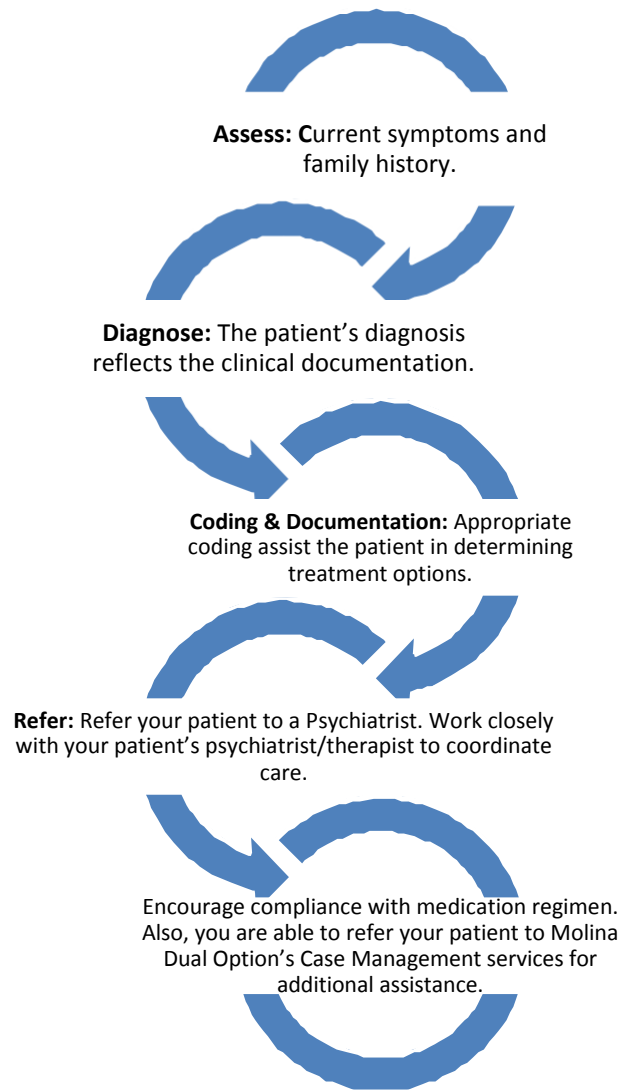 Assess: Current symptoms and
family history.
Diagnose: The patient’s diagnosis
reflects the clinical documentation.
Coding & Documentation: Appropriate
coding assist the patient in determining
treatment options.
Refer: Refer your patient to a Psychiatrist. Work closely
with your patient’s psychiatrist/therapist to coordinate
care.
Encourage compliance with medication regimen.
Also, you are able to refer your patient to Molina
Dual Option’s Case Management services for
additional assistance.